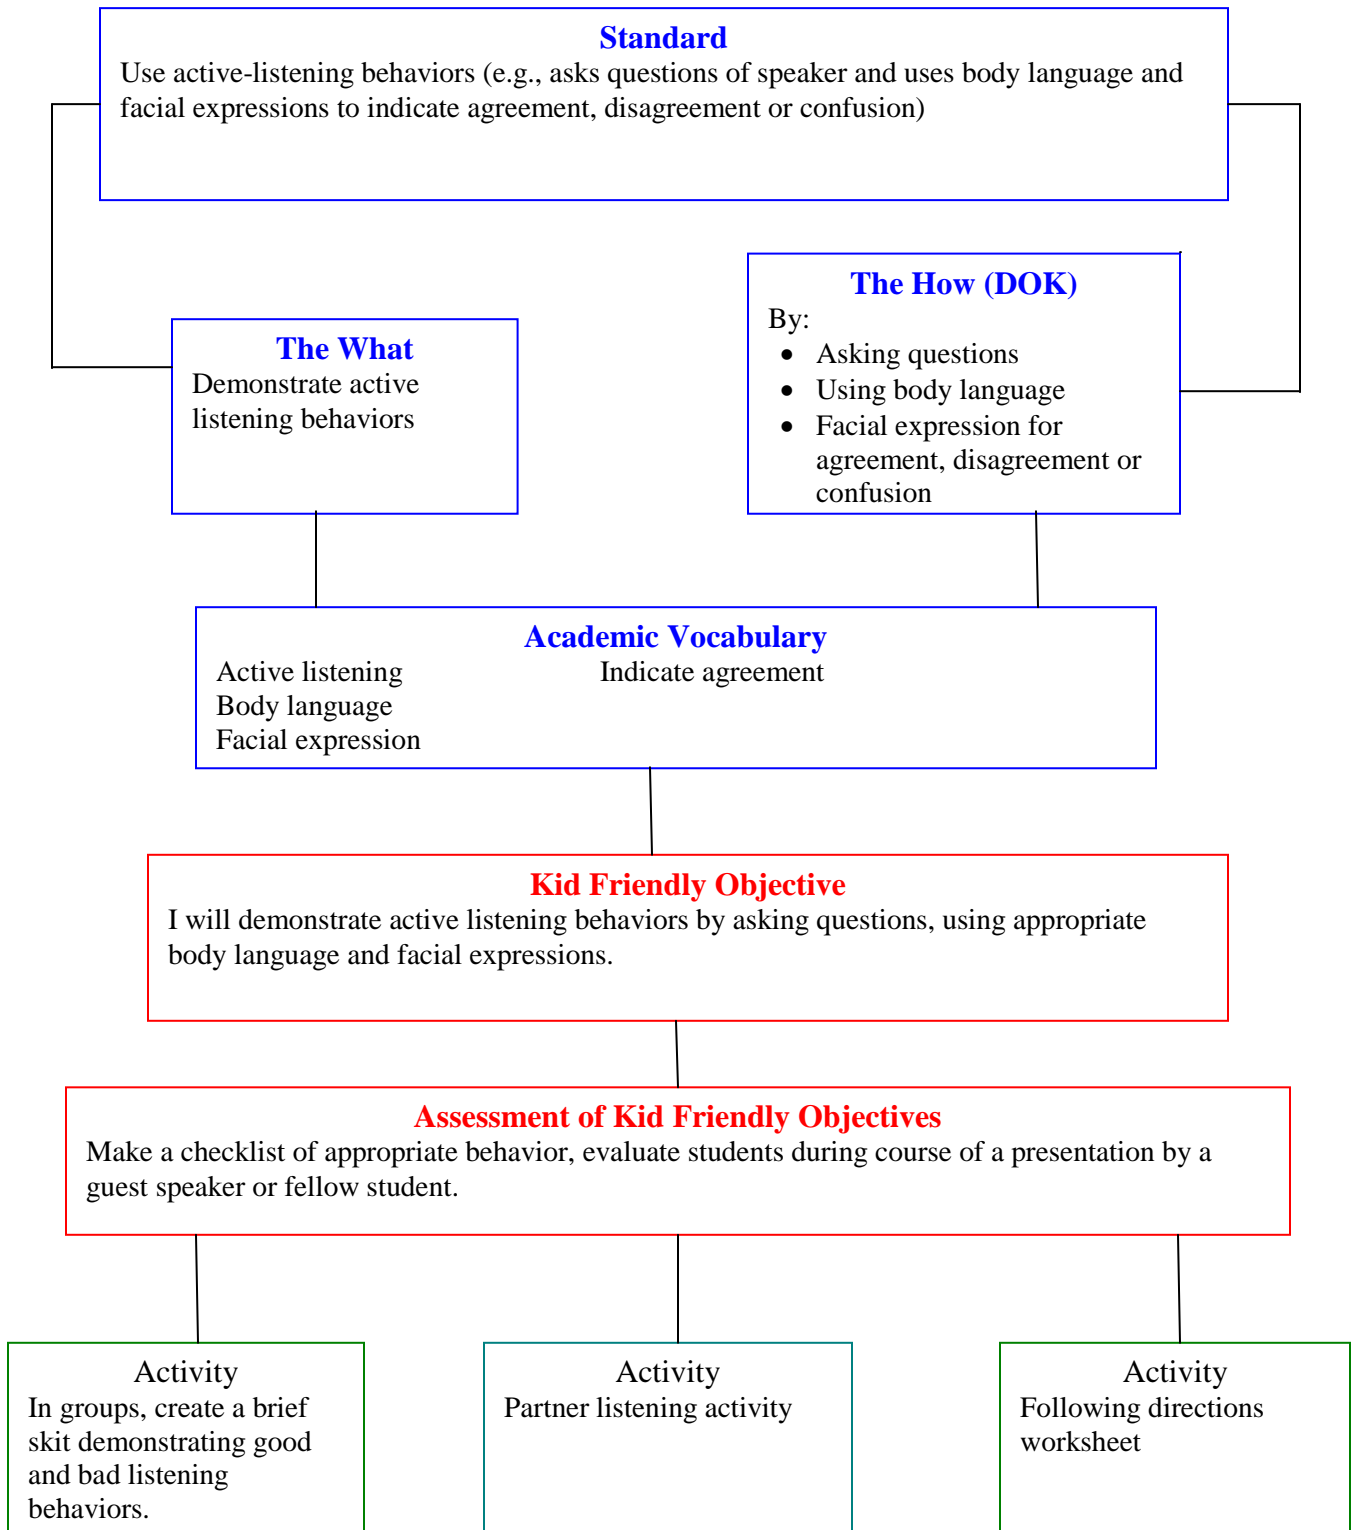 Standard
Use active-listening behaviors (e.g., asks questions of speaker and uses body language and
facial expressions to indicate agreement, disagreement or confusion)
The What
Demonstrate active
listening behaviors
The How (DOK)
By:
• Asking questions
• Using body language
• Facial expression for
agreement, disagreement or
confusion
Academic Vocabulary
Active listening Indicate agreement
Body language
Facial expression
Kid Friendly Objective
I will demonstrate active listening behaviors by asking questions, using appropriate
body language and facial expressions.
Assessment of Kid Friendly Objectives
Make a checklist of appropriate behavior, evaluate students during course of a presentation by a
guest speaker or fellow student.
Activity
In groups, create a brief
skit demonstrating good
and bad listening
behaviors.
Activity
Partner listening activity
Activity
Following directions
worksheet